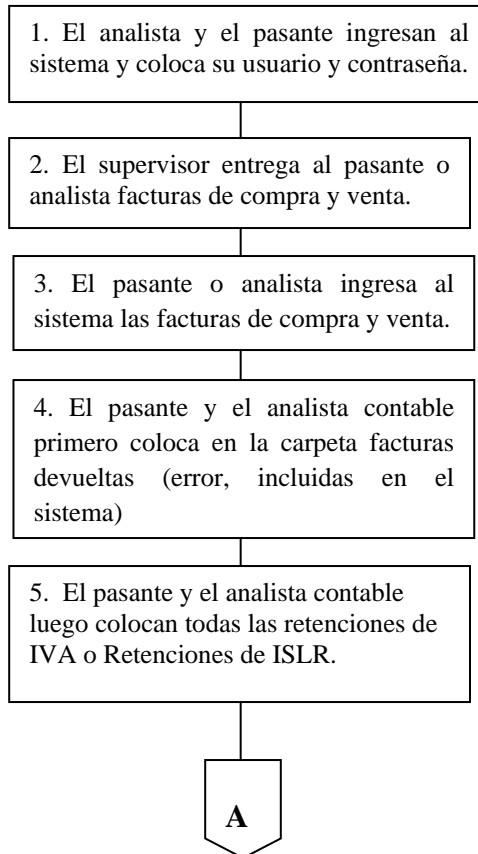 1. El analista y el pasante ingresan al
sistema y coloca su usuario y contraseña.
2. El supervisor entrega al pasante o
analista facturas de compra y venta.
3. El pasante o analista ingresa al
sistema las facturas de compra y venta.
4. El pasante y el analista contable
primero coloca en la carpeta facturas
devueltas (error, incluidas en el
sistema)
5. El pasante y el analista contable
luego colocan todas las retenciones de
IVA o Retenciones de ISLR.
A